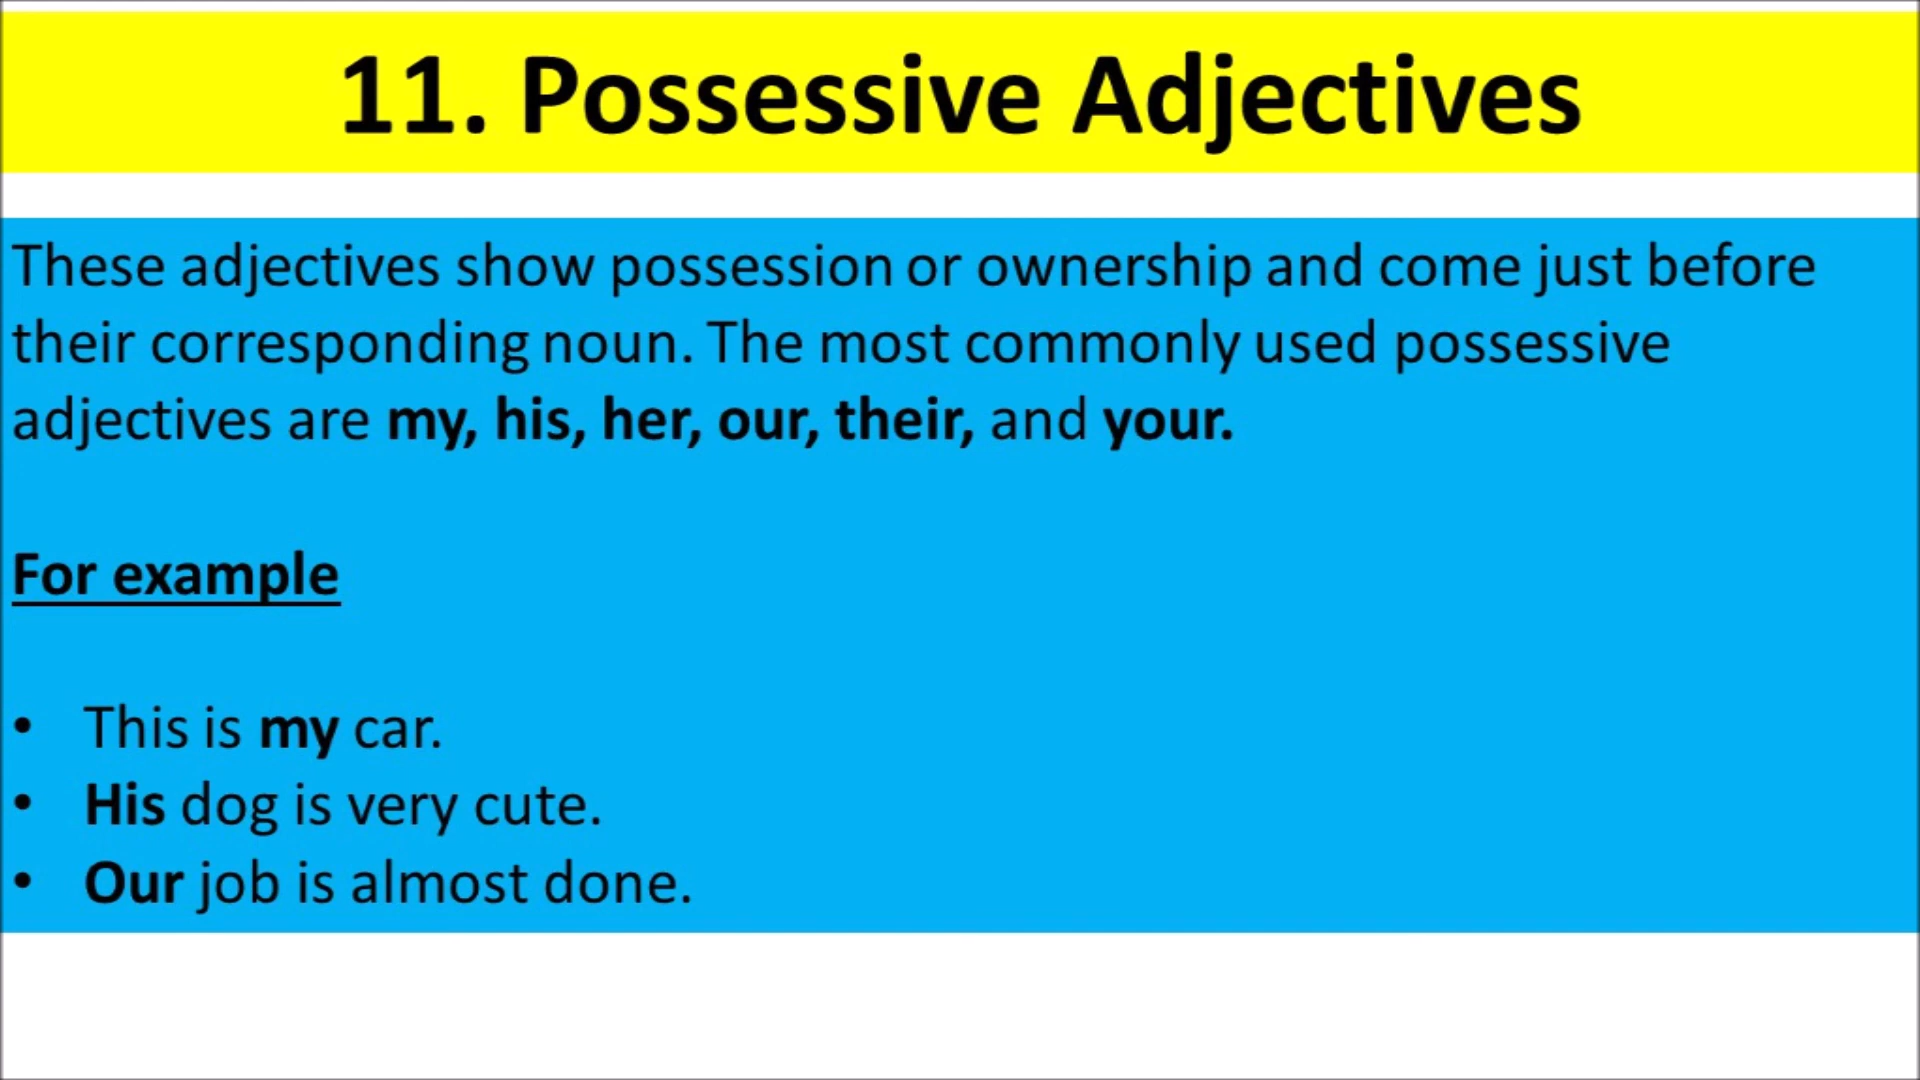 11. Possessive Adjectives
These adjectives show possession or ownership and come just before
their corresponding noun. The most commonly used possessive
adjectives are my, his, her, our, their, and your.
For example
• This is my car.
• His dog is very cute.
• Our job is almost done.